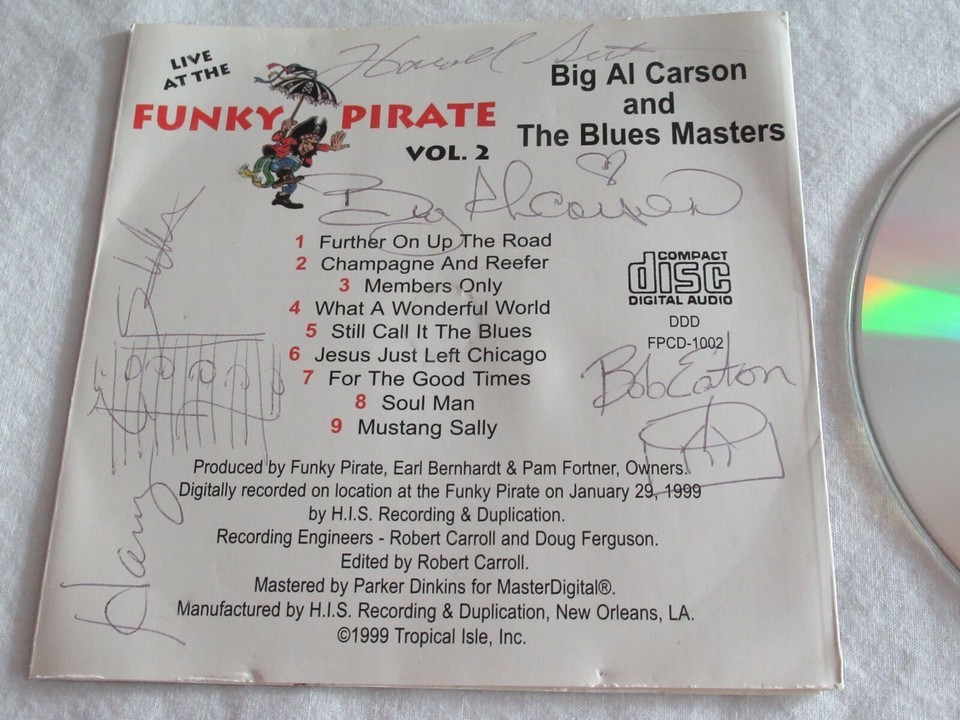 LIVE
AT THE
FUNKY PIRATE
VOL. 2
Big Al Carson
and
The Blues Masters
Big Al Carson
1 Further On Up The Road
2 Champagne And Reefer
3 Members Only
4 What A Wonderful World
5 Still Call It The Blues
6 Jesus Just Left Chicago
7 For The Good Times
8 Soul Man
9 Mustang Sally
COMPACT
disc
DIGITAL AUDIO
DDD
FPCD-1002
Bob Eaton
Harry
Produced by Funky Pirate, Earl Bernhardt & Pam Fortner, Owners.
Digitally recorded on location at the Funky Pirate on January 29, 1999
by H.I.S. Recording & Duplication.
Recording Engineers - Robert Carroll and Doug Ferguson.
Edited by Robert Carroll.
Mastered by Parker Dinkins for MasterDigital®.
Manufactured by H.I.S. Recording & Duplication, New Orleans, LA.
©1999 Tropical Isle, Inc.